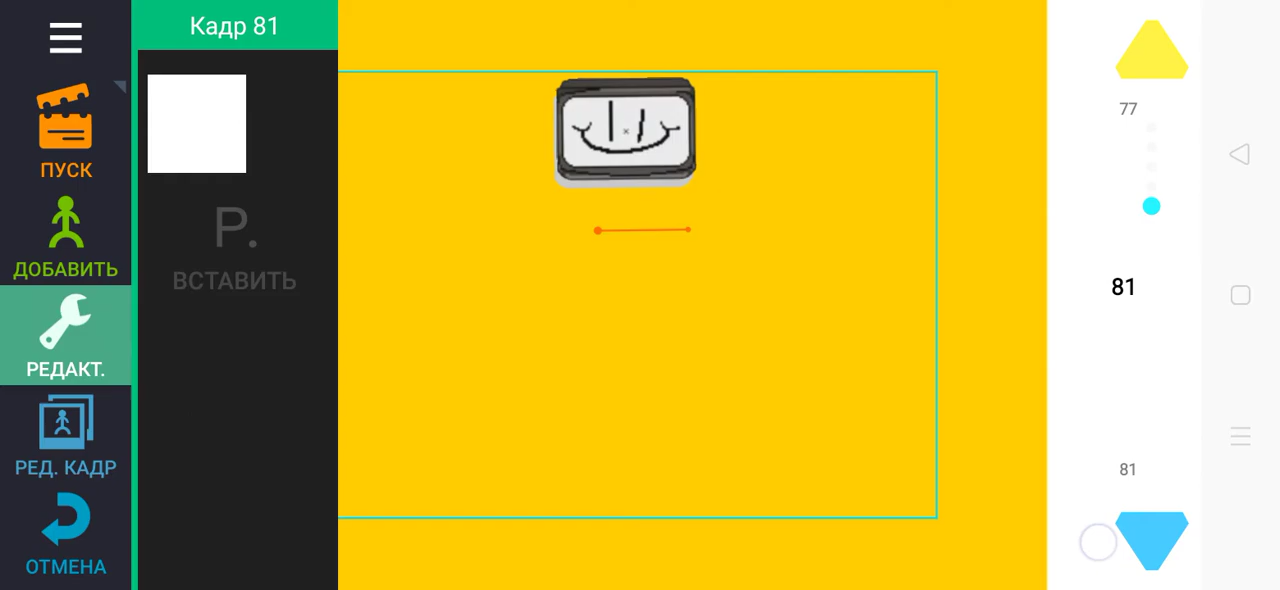 Кадр 81
ПУСК
ДОБАВИТЬ
РЕДАКТ.
РЕД. КАДР
ОТМЕНА
Р.
ВСТАВИТЬ
77
81
81